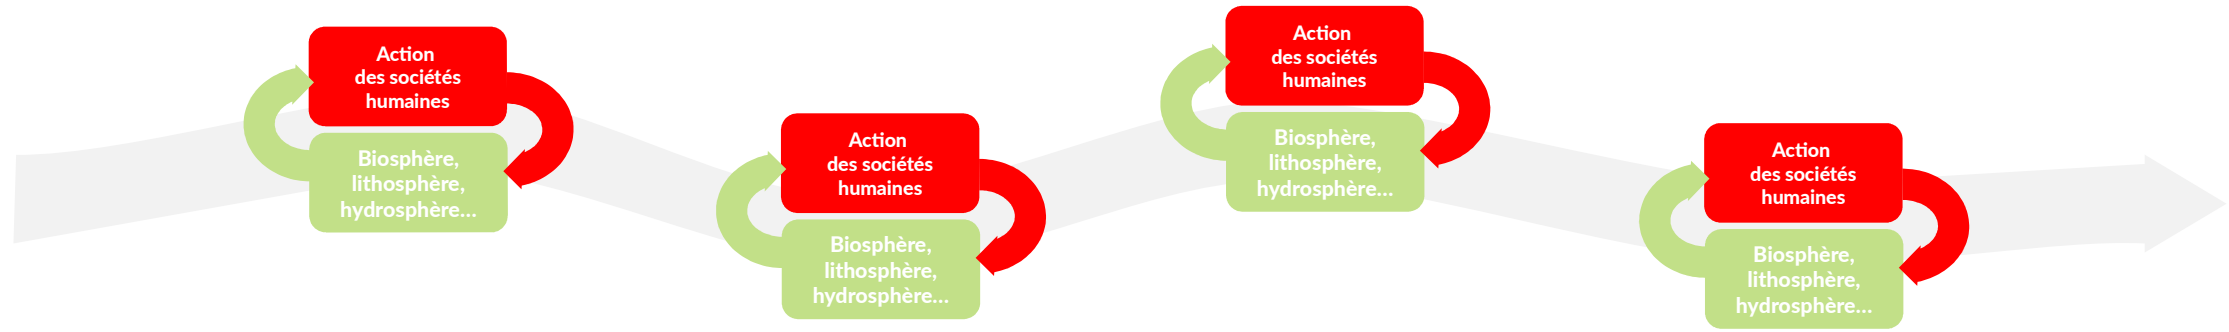 Action
des sociétés
humaines
Biosphère,
lithosphère,
hydrosphère...
Action
des sociétés
humaines
Biosphère,
lithosphère,
hydrosphère...
Action
des sociétés
humaines
Biosphère,
lithosphère,
hydrosphère...
Action
des sociétés
humaines
Biosphère,
lithosphère,
hydrosphère...